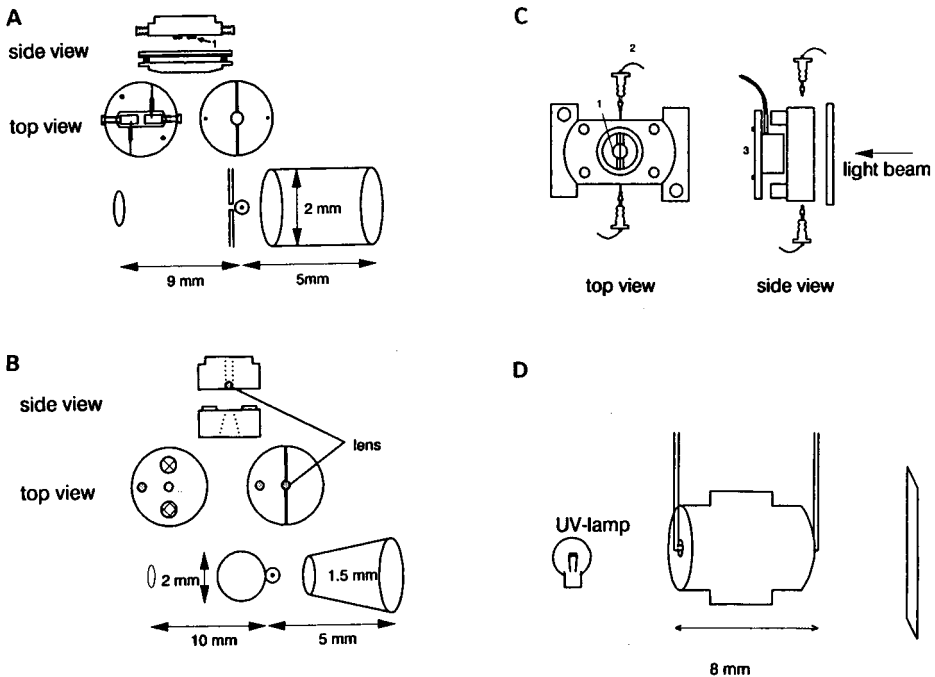 A
side view
1
top view
2 mm
9 mm
5mm
B
side view
lens
top view
2 mm
1.5 mm
10 mm
5 mm
C
2
1
3
light beam
top view
side view
D
UV-lamp
8 mm